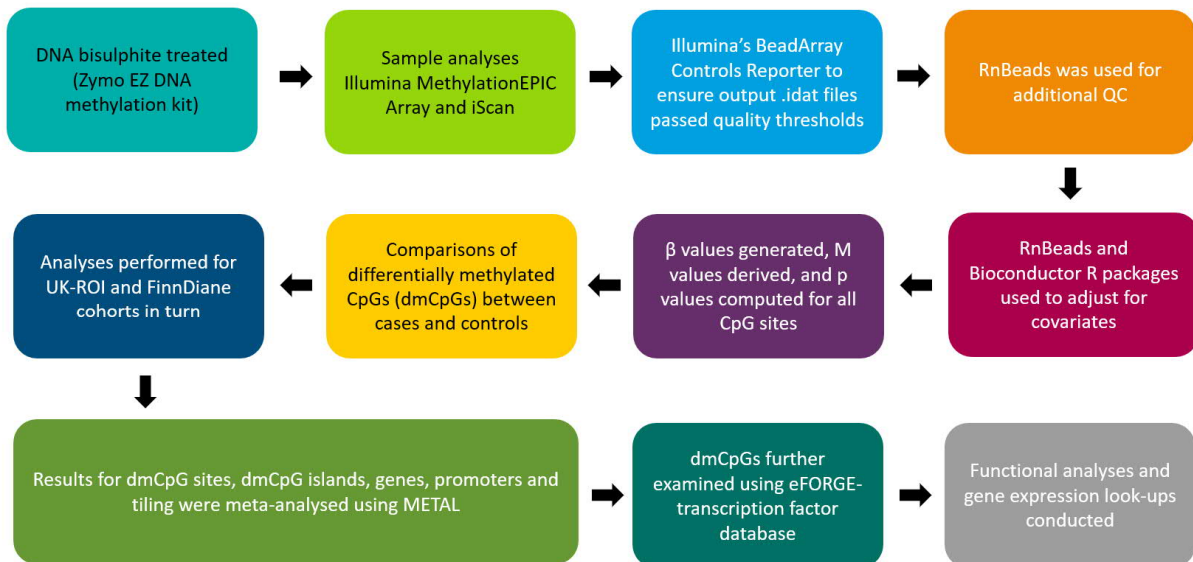 DNA bisulphite treated
(Zymo EZ DNA
methylation kit)
Sample analyses
Illumina MethylationEPIC
Array and iScan
Illumina's BeadArray
Controls Reporter to
ensure output .idat files
passed quality thresholds
RnBeads was used for
additional QC
RnBeads and
Bioconductor R packages
used to adjust for
covariates
β values generated, M
values derived, and p
values computed for all
CpG sites
Comparisons of
differentially methylated
CpGs (dmCpGs) between
cases and controls
Analyses performed for
UK-ROI and FinnDiane
cohorts in turn
Results for dmCpG sites, dmCpG islands, genes, promoters and
tiling were meta-analysed using METAL
dmCpGs further
examined using eFORGE-
transcription factor
database
Functional analyses and
gene expression look-ups
conducted